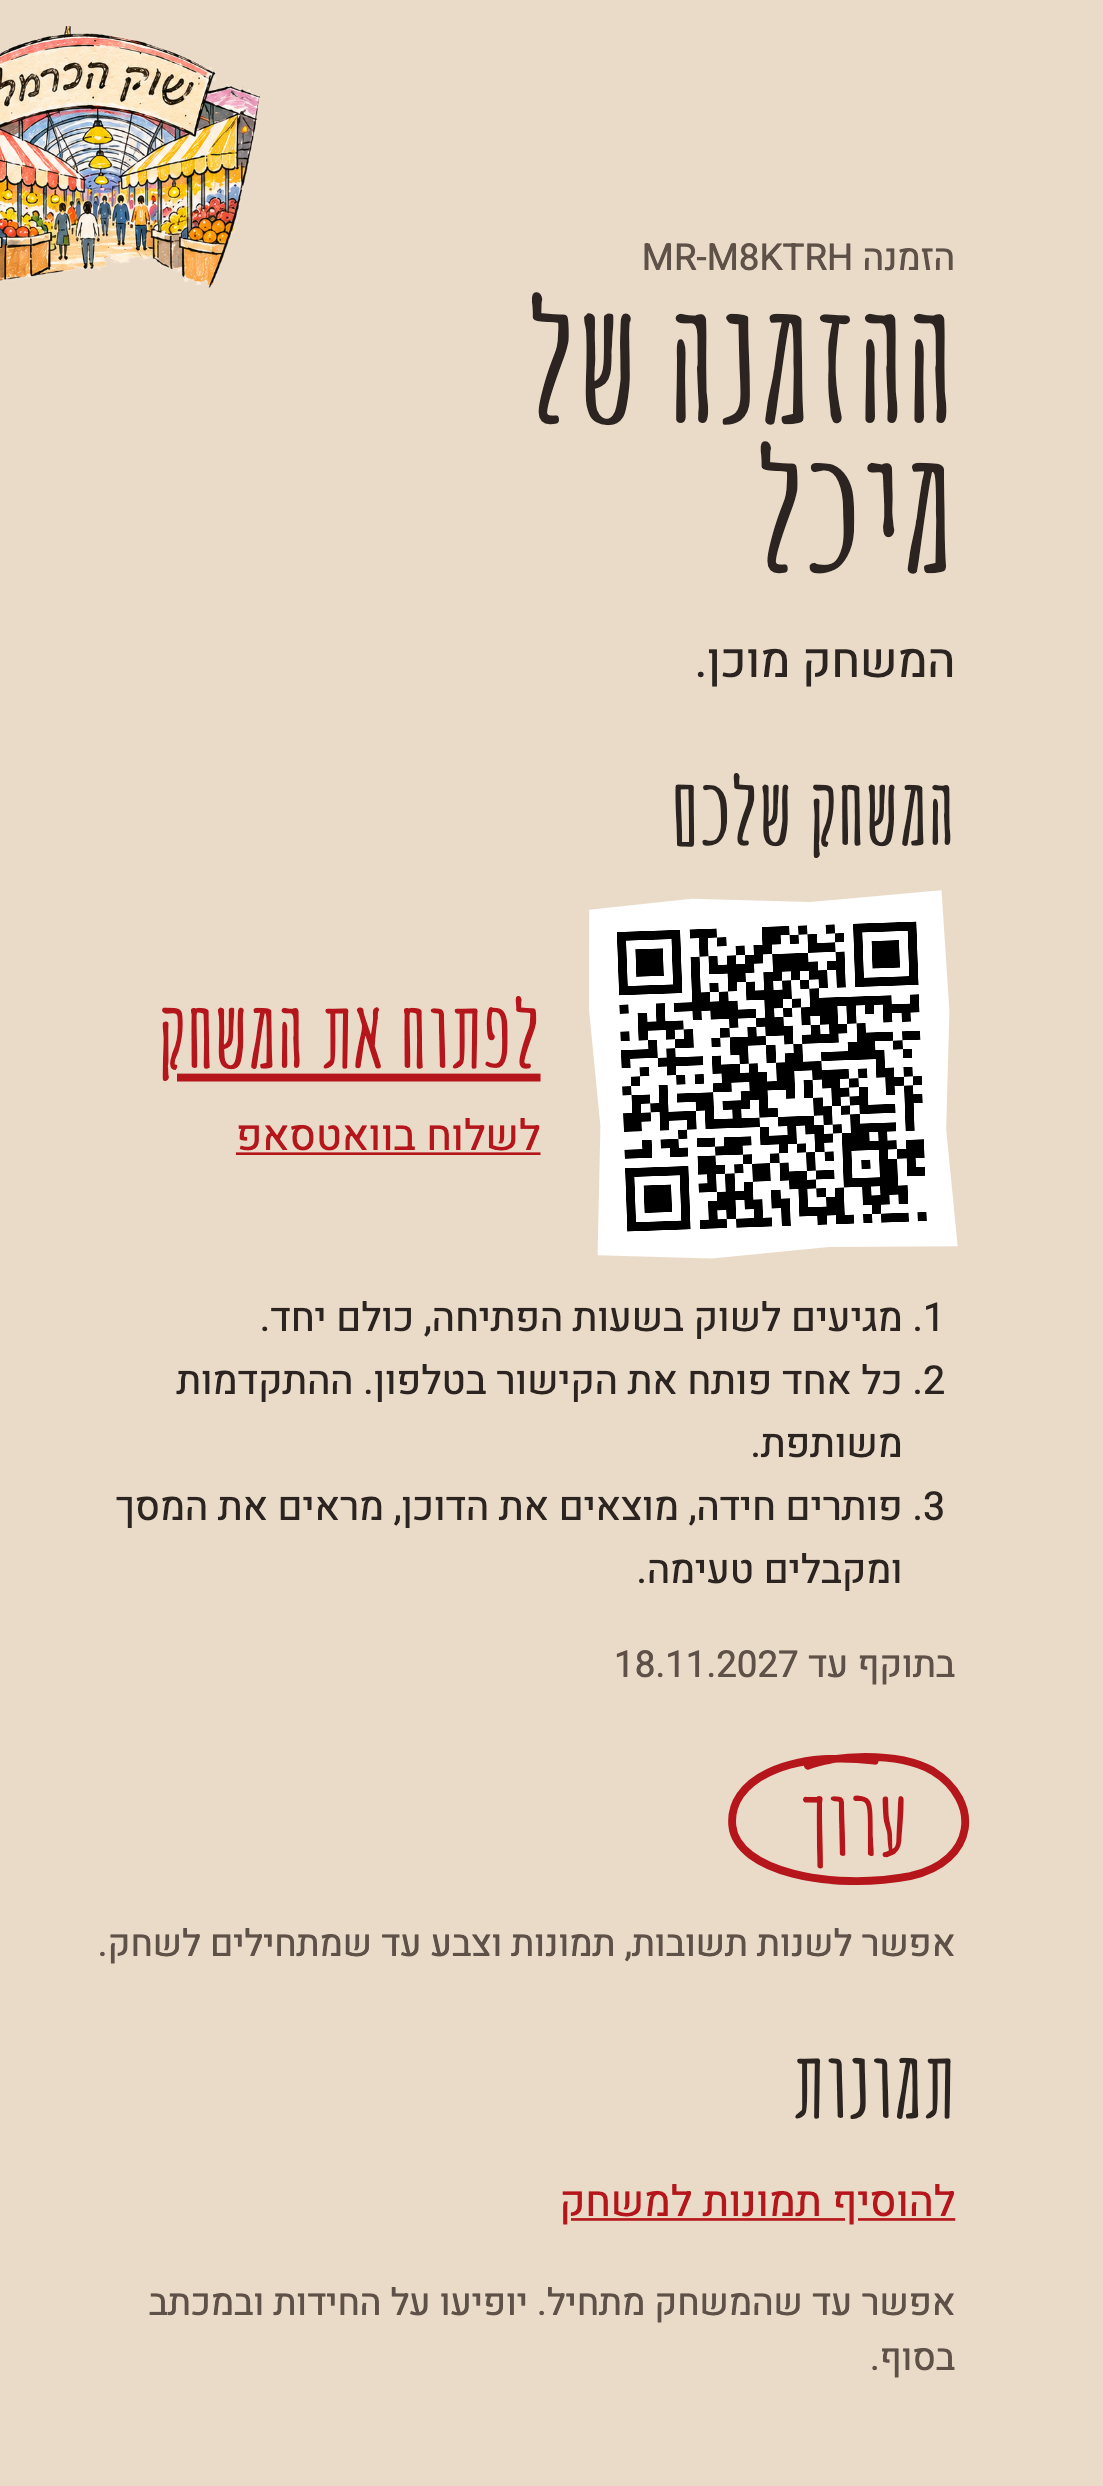 שוק הכרמל
הזמנה MR-M8KTRH
ההזמנה של
מיכל
המשחק מוכן.
המשחק שלכם
לפתוח את המשחק
לשלוח בוואטסאפ
1. מגיעים לשוק בשעות הפתיחה, כולם יחד.
2. כל אחד פותח את הקישור בטלפון. ההתקדמות
משותפת.
3. פותרים חידה, מוצאים את הדוכן, מראים את המסך
ומקבלים טעימה.
בתוקף עד 18.11.2027
ערוך
אפשר לשנות תשובות, תמונות וצבע עד שמתחילים לשחק.
תמונות
להוסיף תמונות למשחק
אפשר עד שהמשחק מתחיל. יופיעו על החידות ובמכתב
בסוף.